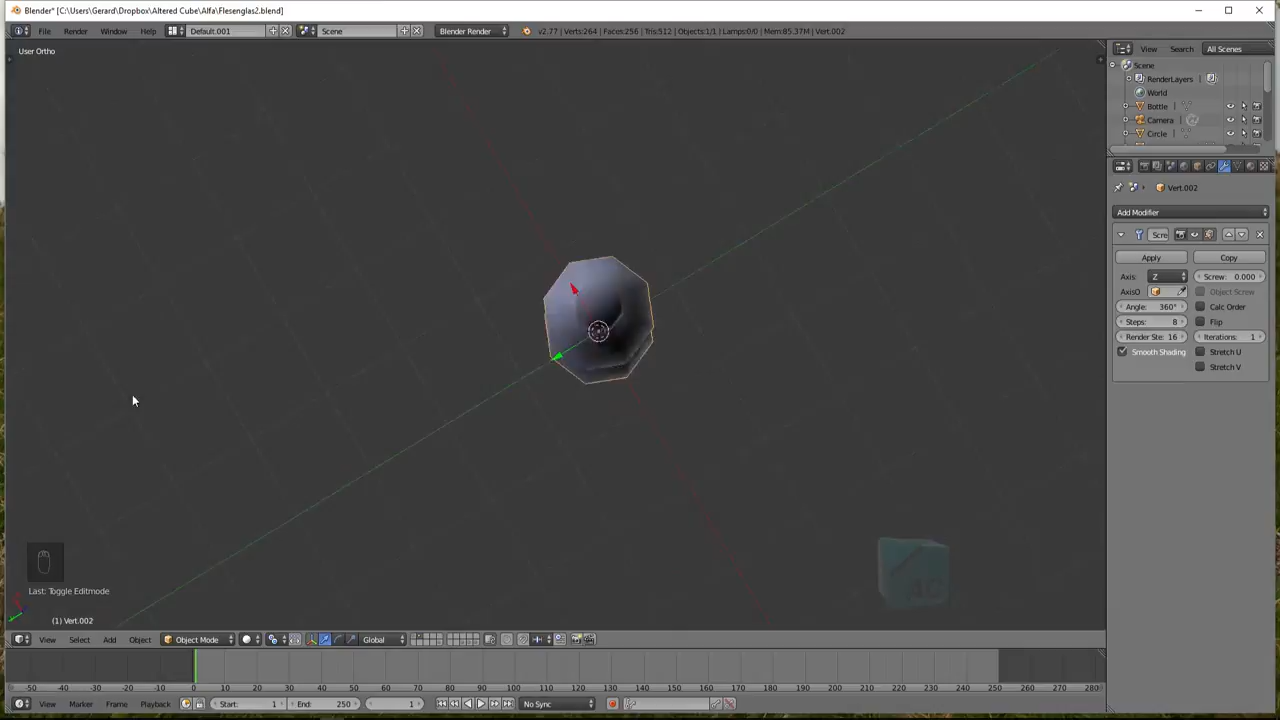 Blender* [C:\Users\Gerard\Dropbox\Altered Cube\Alfa\Flesenglas2.blend]
File Render Window Help Default.001 Scene Blender Render v2.77 | Verts:264 | Faces:256 | Tris:512 | Objects:1/1 | Lamps:0/0 | Mem:85.37M | Vert.002
View Search All Scenes
User Ortho
Scene
RenderLayers
World
Bottle
Camera
Circle
Vert.002
Add Modifier
Scre
Apply Copy
Axis: Z Screw: 0.000
AxisO Object Screw
Angle: 360° Calc Order
Steps: 8 Flip
Render Ste: 16 Iterations: 1
Smooth Shading Stretch U
Stretch V
AC
Last: Toggle Editmode
(1) Vert.002
View Select Add Object Object Mode Global
-50 -40 -30 -20 -10 0 10 20 30 40 50 60 70 80 90 100 110 120 130 140 150 160 170 180 190 200 210 220 230 240 250 260 270 280
View Marker Frame Playback Start: 1 End: 250 1 No Sync